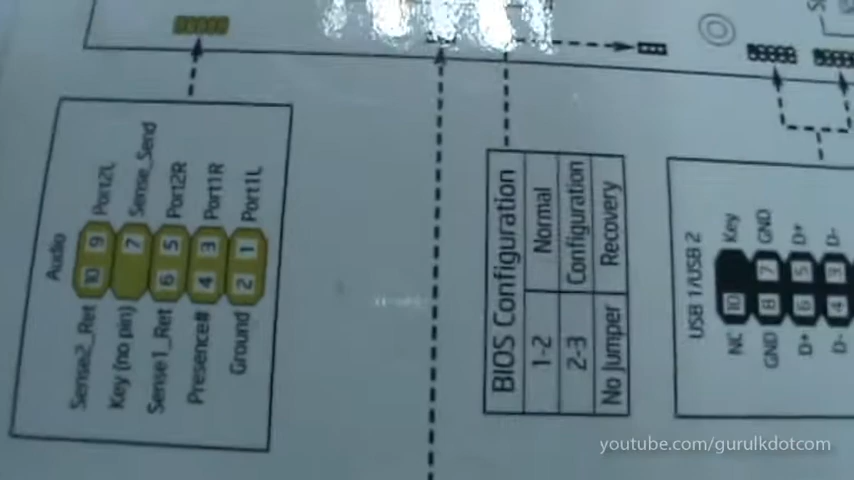 Audio
Sense2_Ret 10 9 Port2L
Key (no pin) 7 Sense_Send
Sense1_Ret 6 5 Port2R
Presence# 4 3 Port1R
Ground 2 1 Port1L
BIOS Configuration
1-2 Normal
2-3 Configuration
No Jumper Recovery
USB 1/USB 2
NC 10 Key
GND 8 7 GND
D+ 6 5 D+
D- 4 3 D-
youtube.com/gurulkdotcom